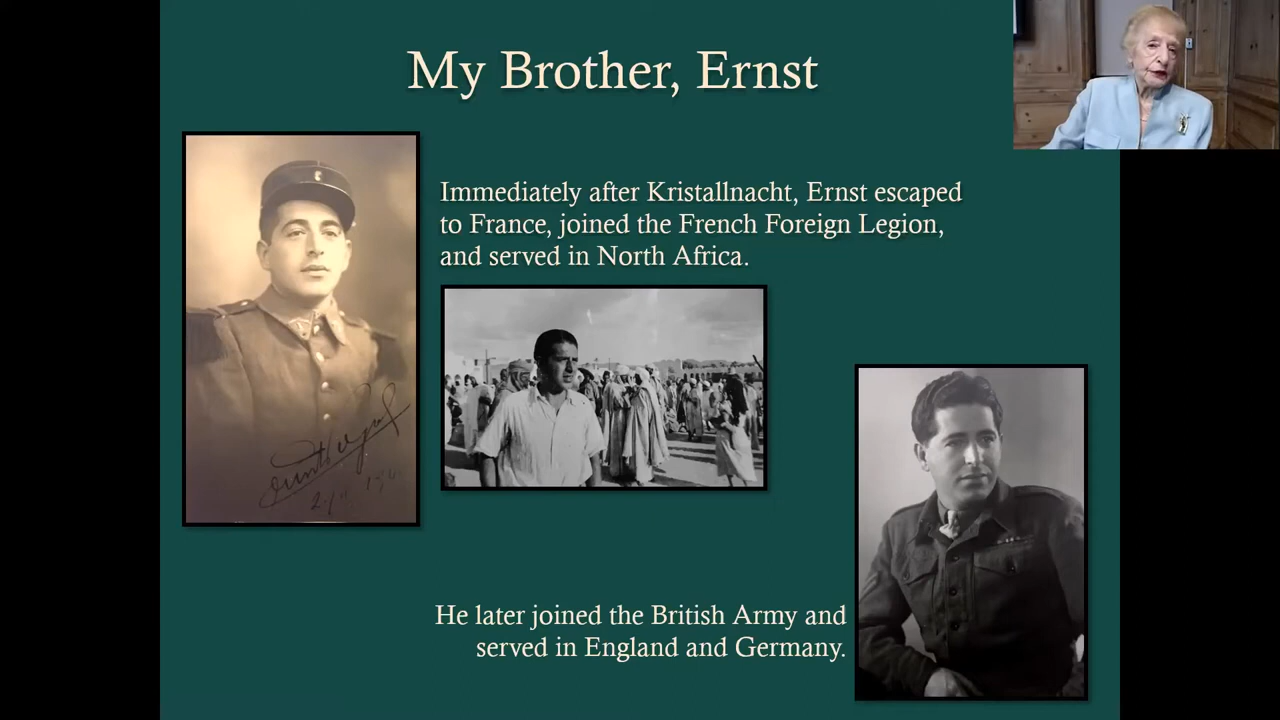 My Brother, Ernst
Immediately after Kristallnacht, Ernst escaped
to France, joined the French Foreign Legion,
and served in North Africa.
He later joined the British Army and
served in England and Germany.